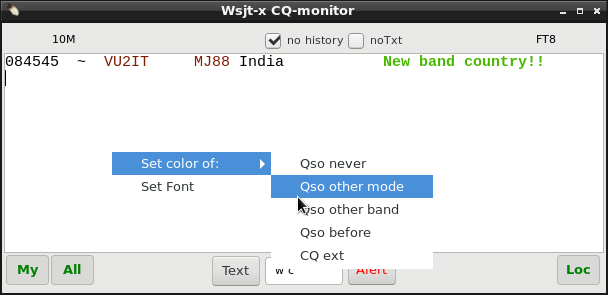 Wsjt-x CQ-monitor
10M no history noTxt FT8
084545 ~ VU2IT MJ88 India New band country!!
Set color of:
Set Font
Qso never
Qso other mode
Qso other band
Qso before
CQ ext
My All Text Alert Loc